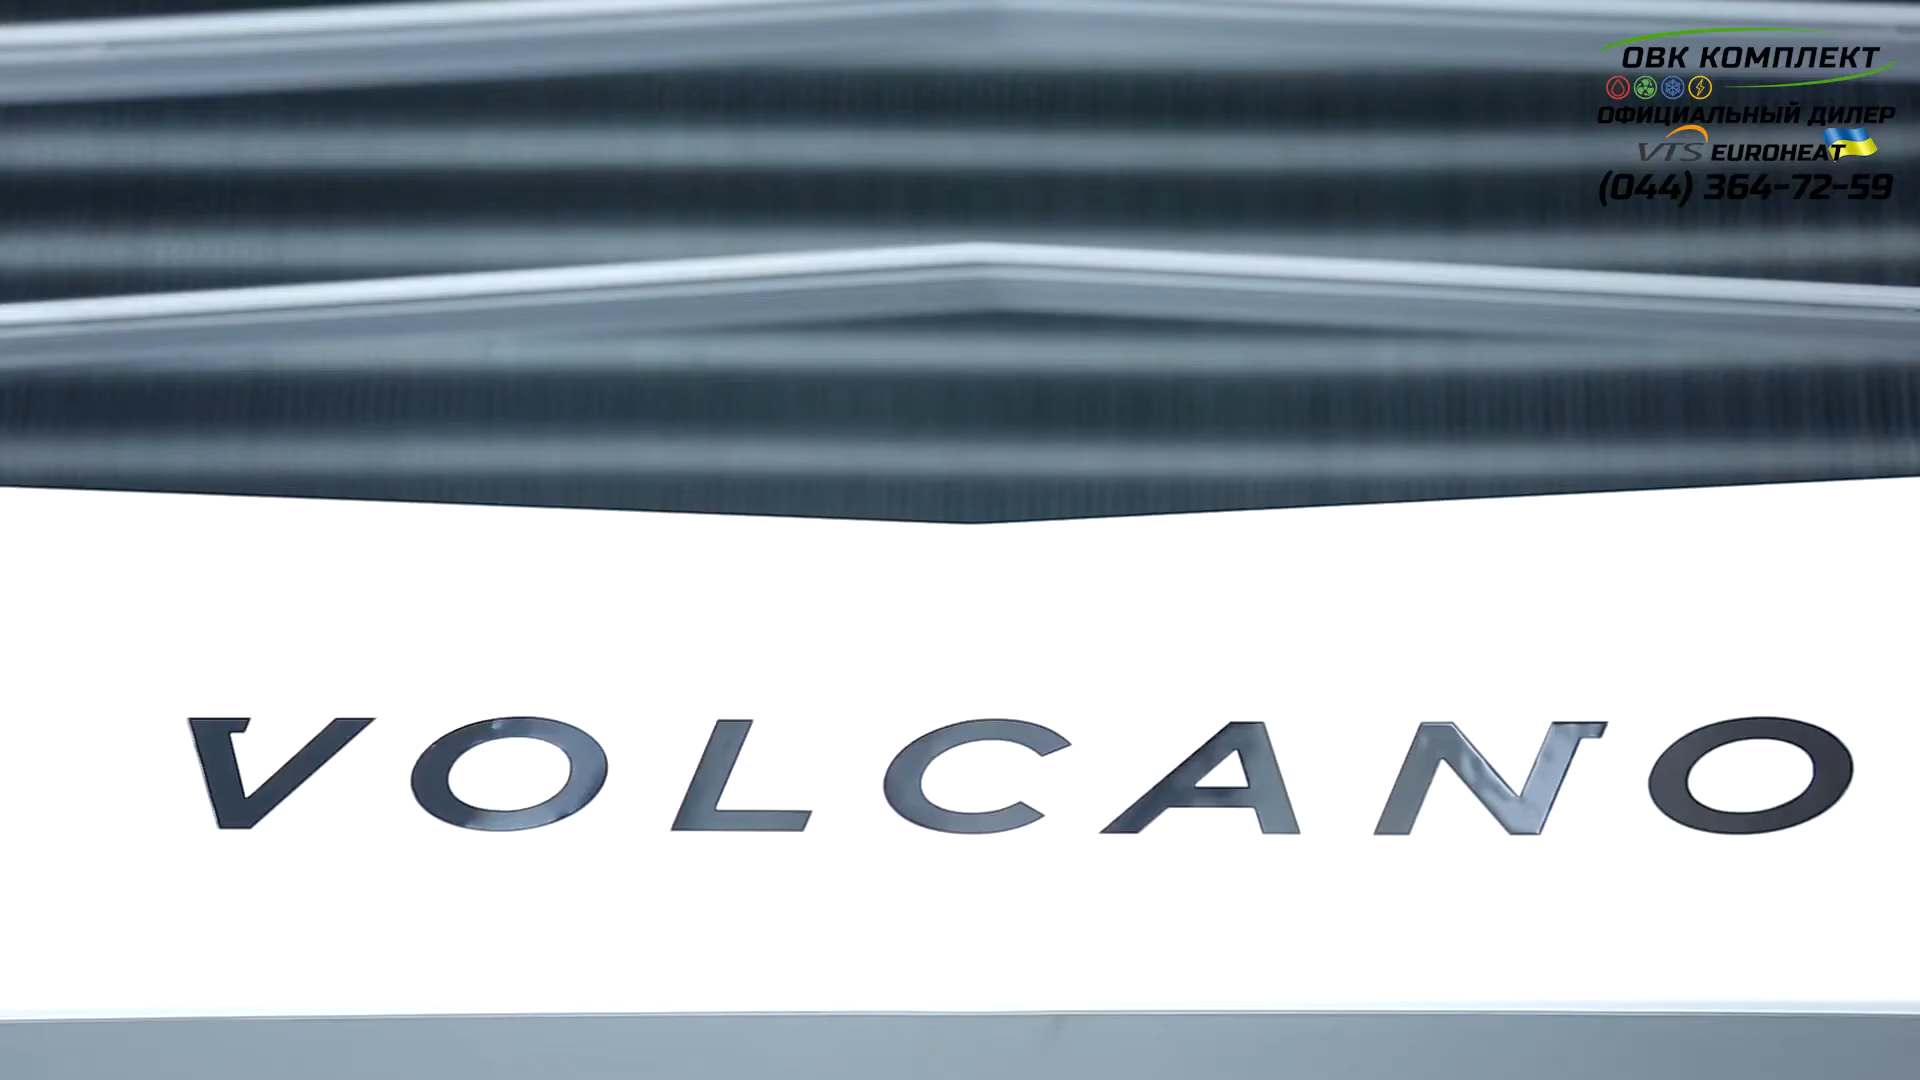 ОВК КОМПЛЕКТ
ОФИЦИАЛЬНЫЙ ДИЛЕР
VTS EUROHEAT
(044) 364-72-59
VOLCANO